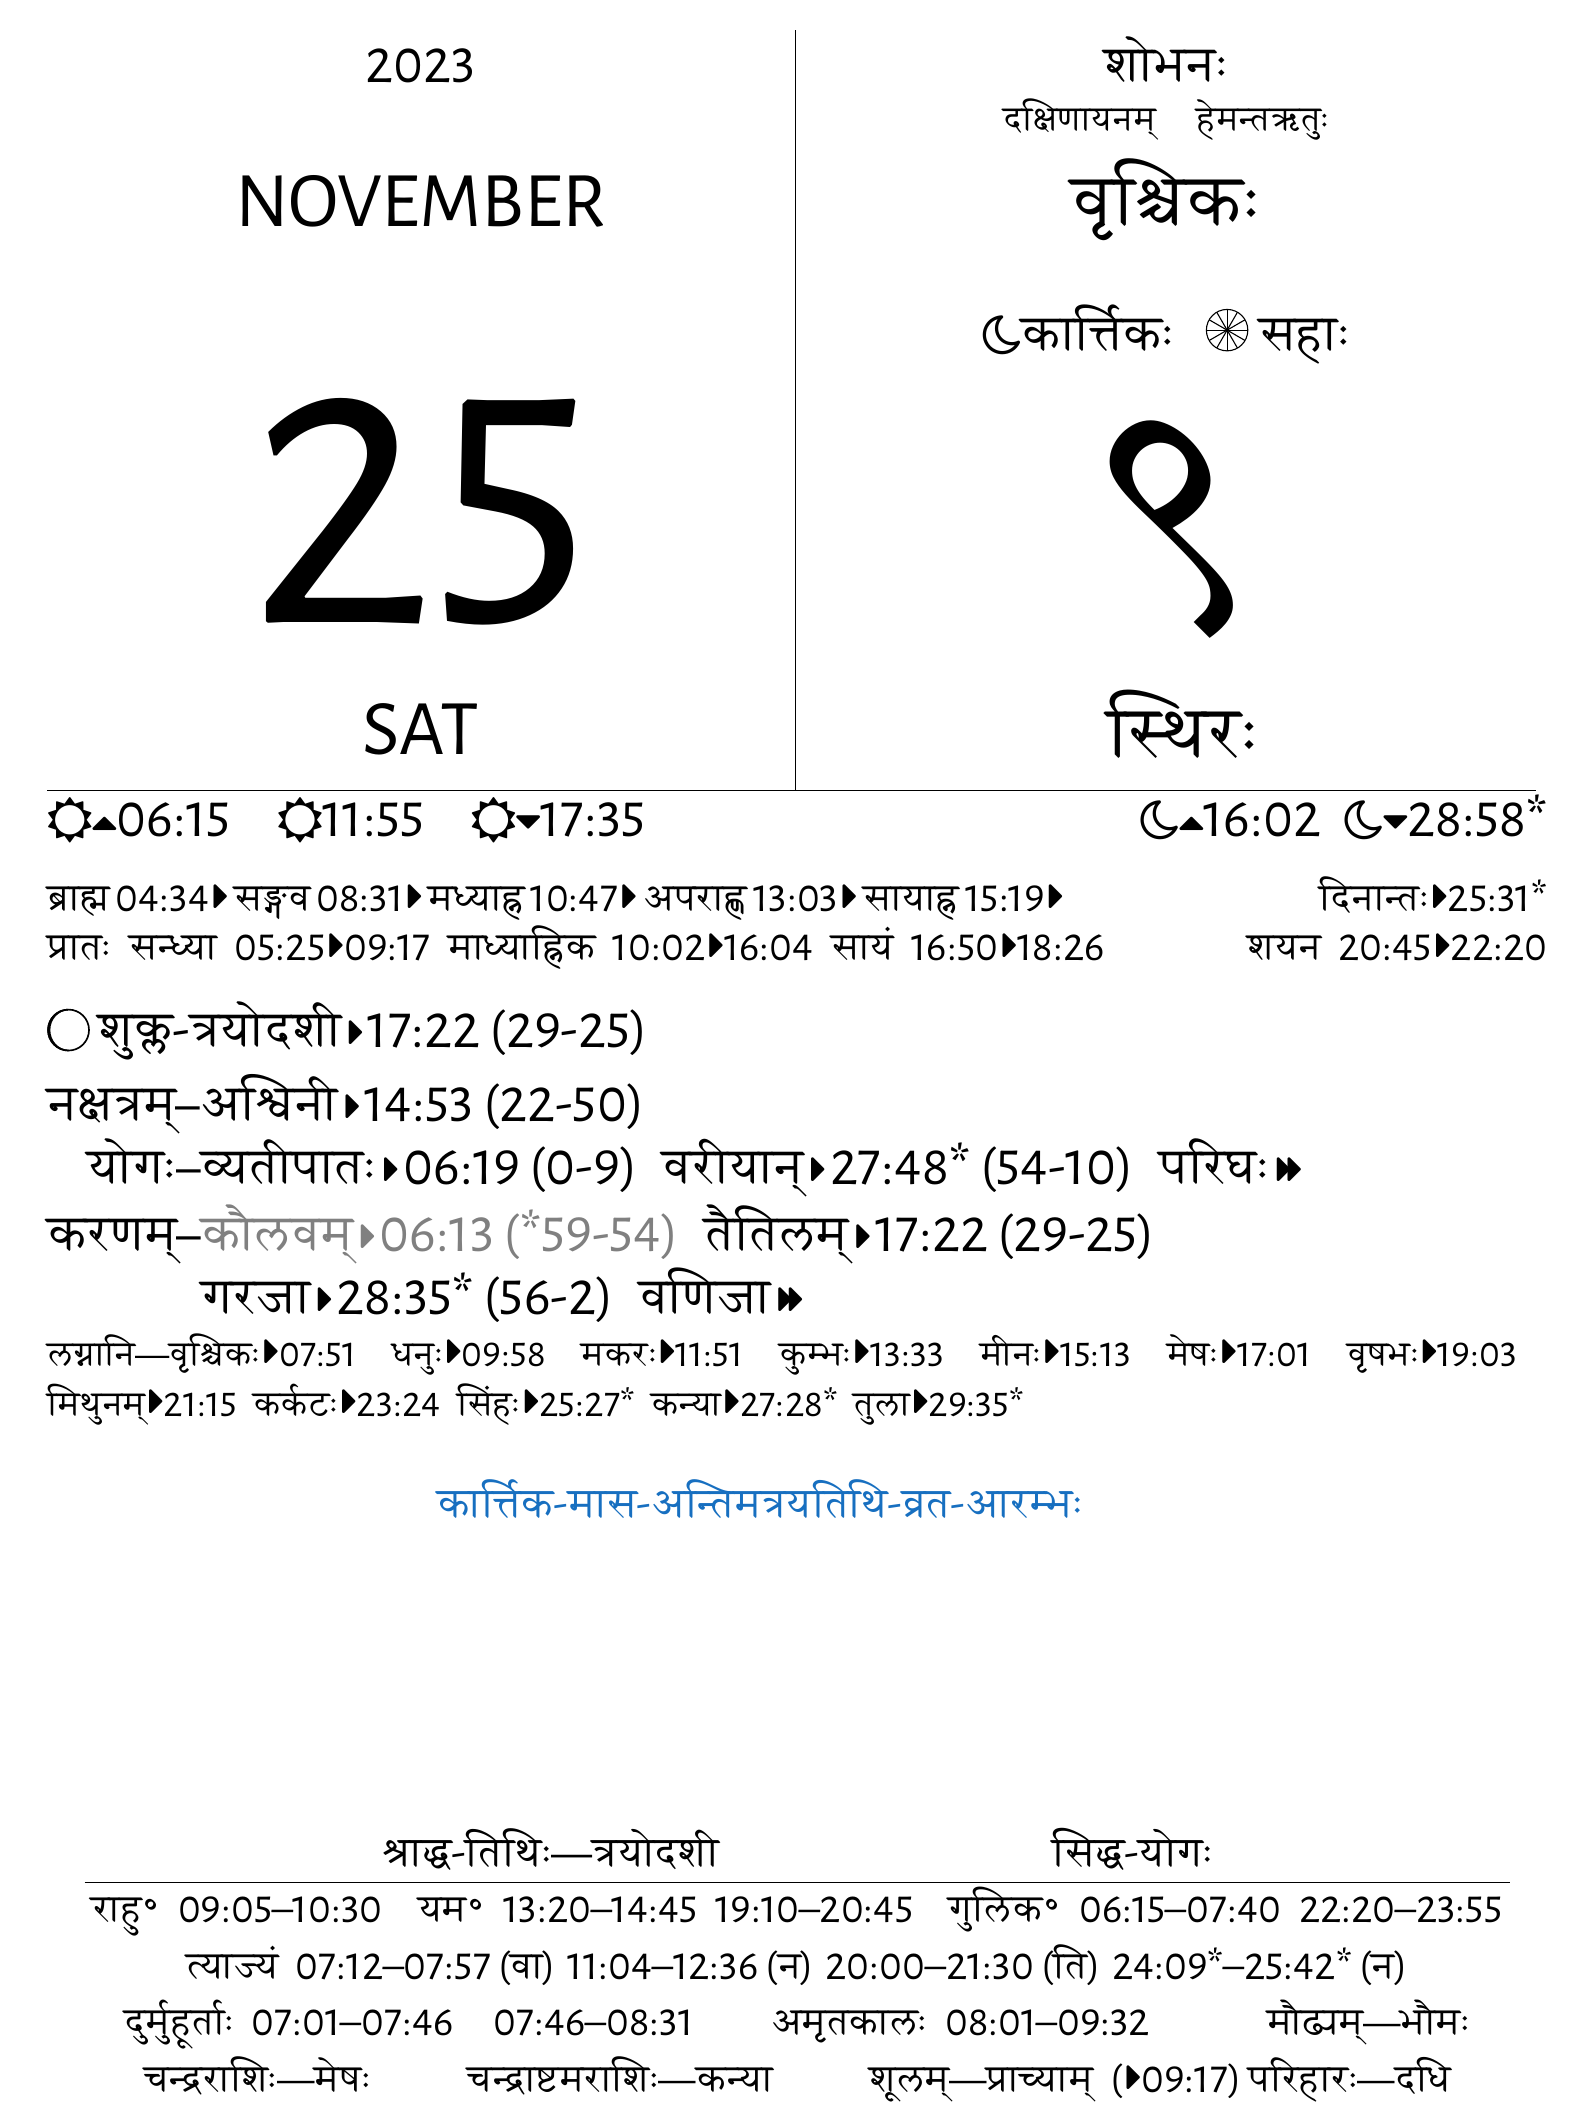 2023
NOVEMBER
25
SAT
शोभनः
दक्षिणायनम् हेमन्तऋतुः
वृश्चिकः
कार्त्तिकः सहाः
९
स्थिरः
06:15 11:55 17:35 16:02 28:58*
ब्राह्म 04:34 सङ्गव 08:31 मध्याह्न 10:47 अपराह्ण 13:03 सायाह्न 15:19 दिनान्तः 25:31*
प्रातः सन्ध्या 05:25 09:17 माध्याह्निक 10:02 16:04 सायं 16:50 18:26 शयन 20:45 22:20
शुक्ल-त्रयोदशी 17:22 (29-25)
नक्षत्रम्–अश्विनी 14:53 (22-50)
योगः–व्यतीपातः 06:19 (0-9) वरीयान् 27:48* (54-10) परिघः
करणम्–कौलवम् 06:13 (*59-54) तैतिलम् 17:22 (29-25)
गरजा 28:35* (56-2) वणिजा
लग्नानि—वृश्चिकः 07:51 धनुः 09:58 मकरः 11:51 कुम्भः 13:33 मीनः 15:13 मेषः 17:01 वृषभः 19:03
मिथुनम् 21:15 कर्कटः 23:24 सिंहः 25:27* कन्या 27:28* तुला 29:35*
कार्त्तिक-मास-अन्तिमत्रयतिथि-व्रत-आरम्भः
श्राद्ध-तिथिः—त्रयोदशी सिद्ध-योगः
राहु॰ 09:05–10:30 यम॰ 13:20–14:45 19:10–20:45 गुलिक॰ 06:15–07:40 22:20–23:55
त्याज्यं 07:12–07:57 (वा) 11:04–12:36 (न) 20:00–21:30 (ति) 24:09*–25:42* (न)
दुर्मुहूर्ताः 07:01–07:46 07:46–08:31 अमृतकालः 08:01–09:32 मौढ्यम्—भौमः
चन्द्रराशिः—मेषः चन्द्राष्टमराशिः—कन्या शूलम्—प्राच्याम् ( 09:17) परिहारः—दधि